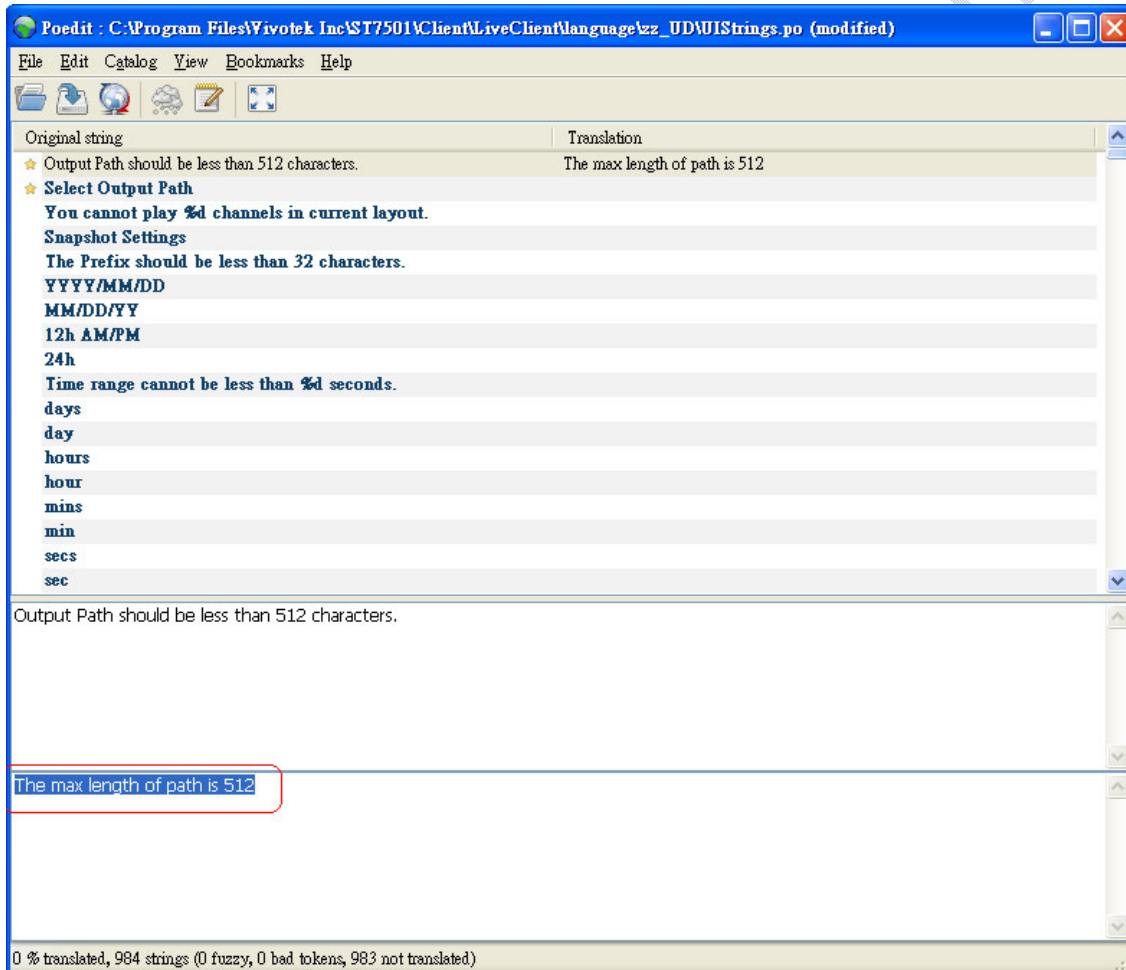 Poedit : C:\Program Files\Vivotek Inc\ST7501\Client\LiveClient\language\zz_UD\UIStrings.po (modified)
File Edit Catalog View Bookmarks Help
Original string Translation
Output Path should be less than 512 characters. The max length of path is 512
Select Output Path
You cannot play %d channels in current layout.
Snapshot Settings
The Prefix should be less than 32 characters.
YYYY/MM/DD
MM/DD/YY
12h AM/PM
24h
Time range cannot be less than %d seconds.
days
day
hours
hour
mins
min
secs
sec
Output Path should be less than 512 characters.
The max length of path is 512
0 % translated, 984 strings (0 fuzzy, 0 bad tokens, 983 not translated)